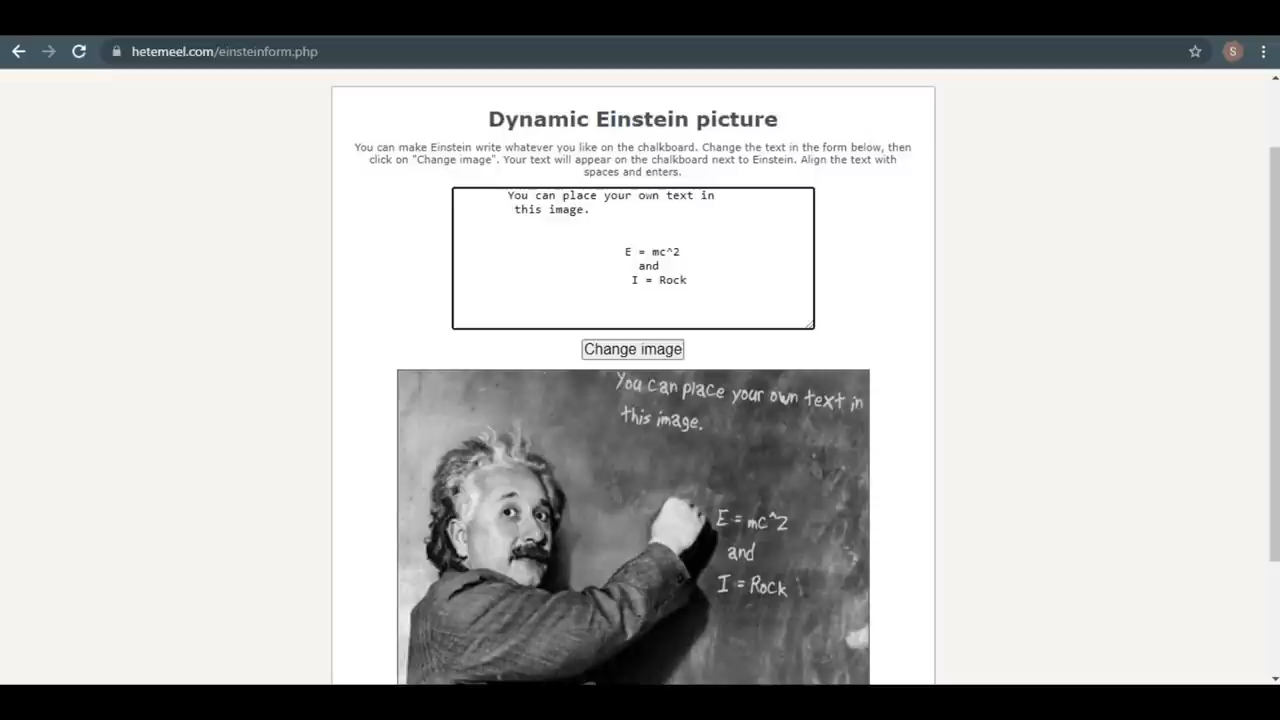 hetemeel.com/einsteinform.php
S
Dynamic Einstein picture
You can make Einstein write whatever you like on the chalkboard. Change the text in the form below, then
click on "Change image". Your text will appear on the chalkboard next to Einstein. Align the text with
spaces and enters.
You can place your own text in
this image.
E = mc^2
and
I = Rock
Change image
You can place your own text in
this image.
E = mc^2
and
I = Rock